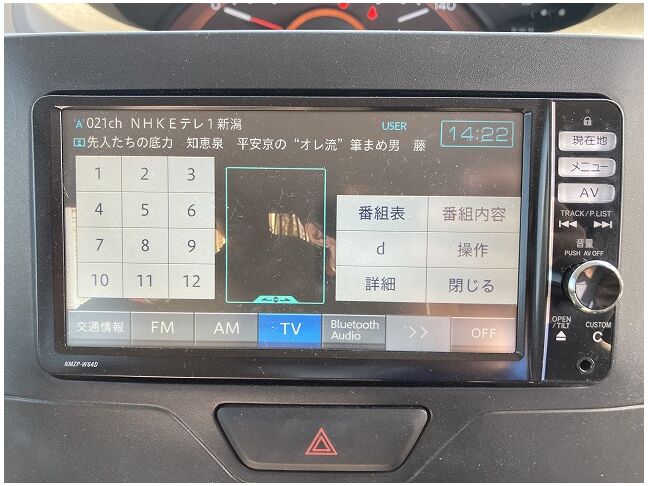 140
021ch NHKEテレ1新潟
USER
14:22
先人たちの底力 知恵泉 平安京の“オレ流”筆まめ男 藤
1 2 3
4 5 6
7 8 9
10 11 12
番組表 番組内容
d 操作
詳細 閉じる
交通情報 FM AM TV Bluetooth Audio >> OFF
NMZP-W64D
現在地
メニュー
AV
TRACK/P.LIST
音量
PUSH AV OFF
OPEN/TILT
CUSTOM
C